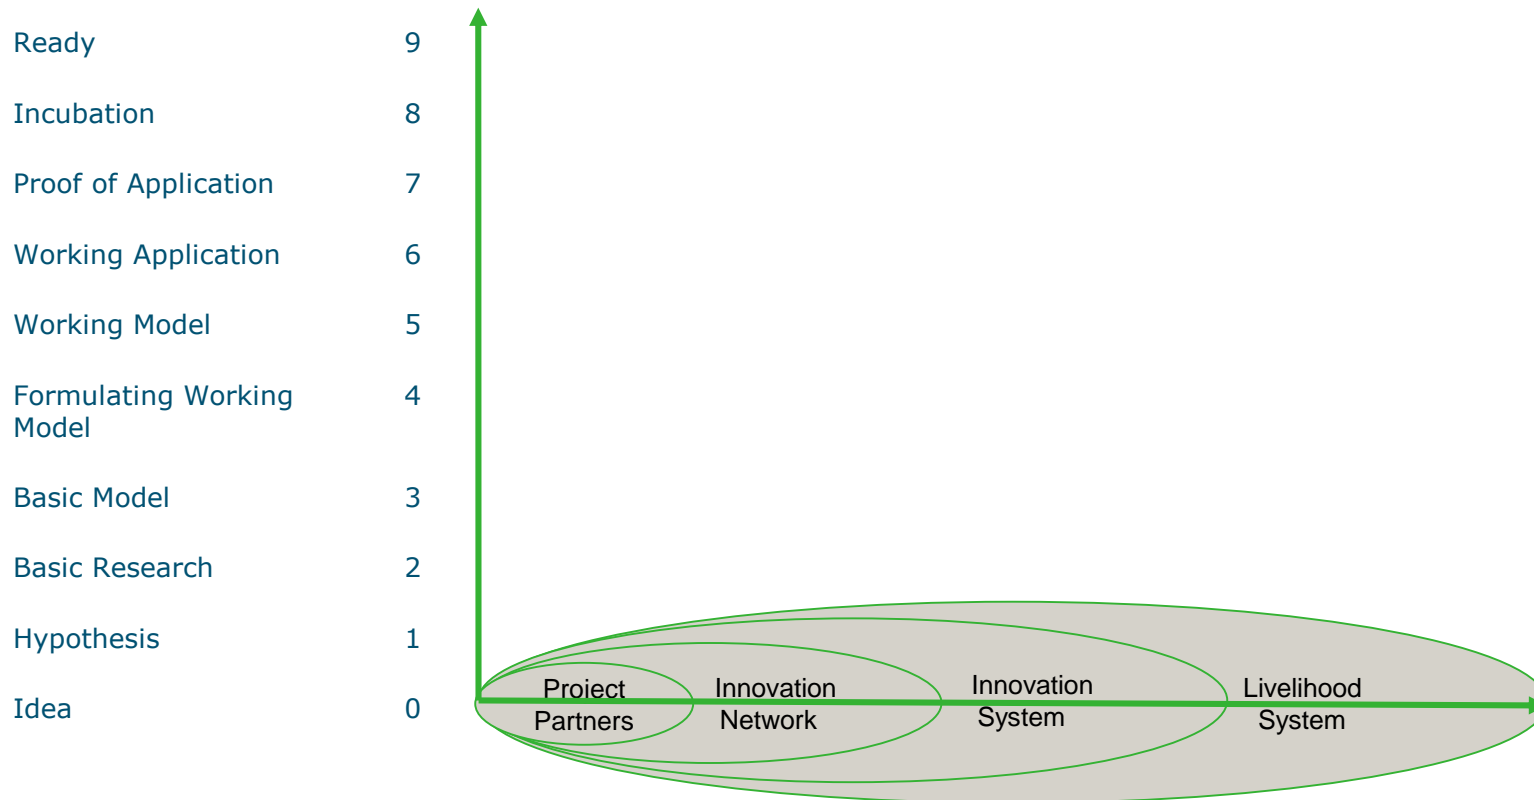 Ready 9
Incubation 8
Proof of Application 7
Working Application 6
Working Model 5
Formulating Working 4
Model
Basic Model 3
Basic Research 2
Hypothesis 1
Idea 0
Project
Partners
Innovation
Network
Innovation
System
Livelihood
System